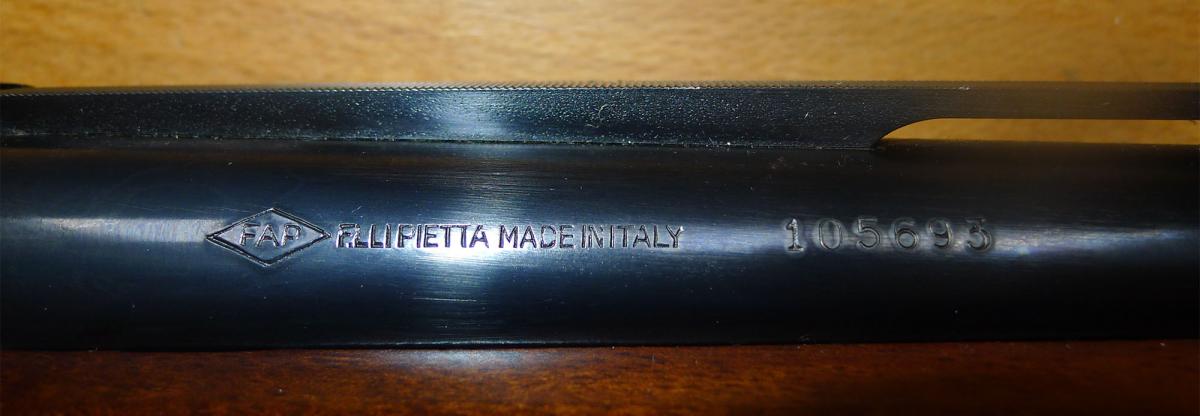 FAP F.LLI PIETTA MADE IN ITALY 105693